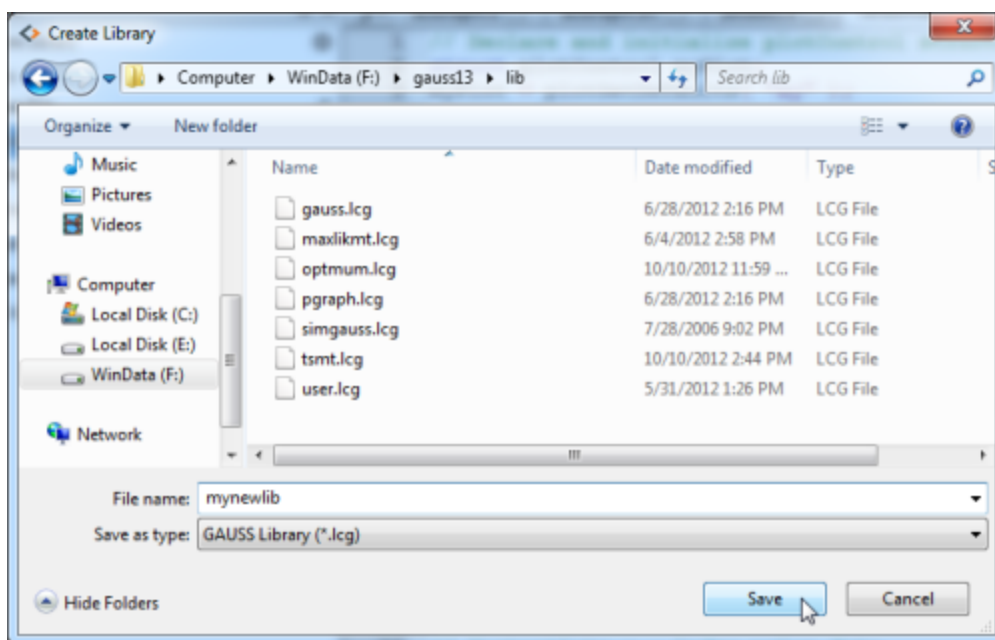 Create Library
Computer WinData (F:) gauss13 lib
Search lib
Organize New folder
Music
Pictures
Videos
Computer
Local Disk (C:)
Local Disk (E:)
WinData (F:)
Network
Name Date modified Type S
gauss.lcg 6/28/2012 2:16 PM LCG File
maxlikmt.lcg 6/4/2012 2:58 PM LCG File
optmum.lcg 10/10/2012 11:59 ... LCG File
pgraph.lcg 6/28/2012 2:16 PM LCG File
simgauss.lcg 7/28/2006 9:02 PM LCG File
tsmt.lcg 10/10/2012 2:44 PM LCG File
user.lcg 5/31/2012 1:26 PM LCG File
File name: mynewlib
Save as type: GAUSS Library (*.lcg)
Hide Folders
Save Cancel